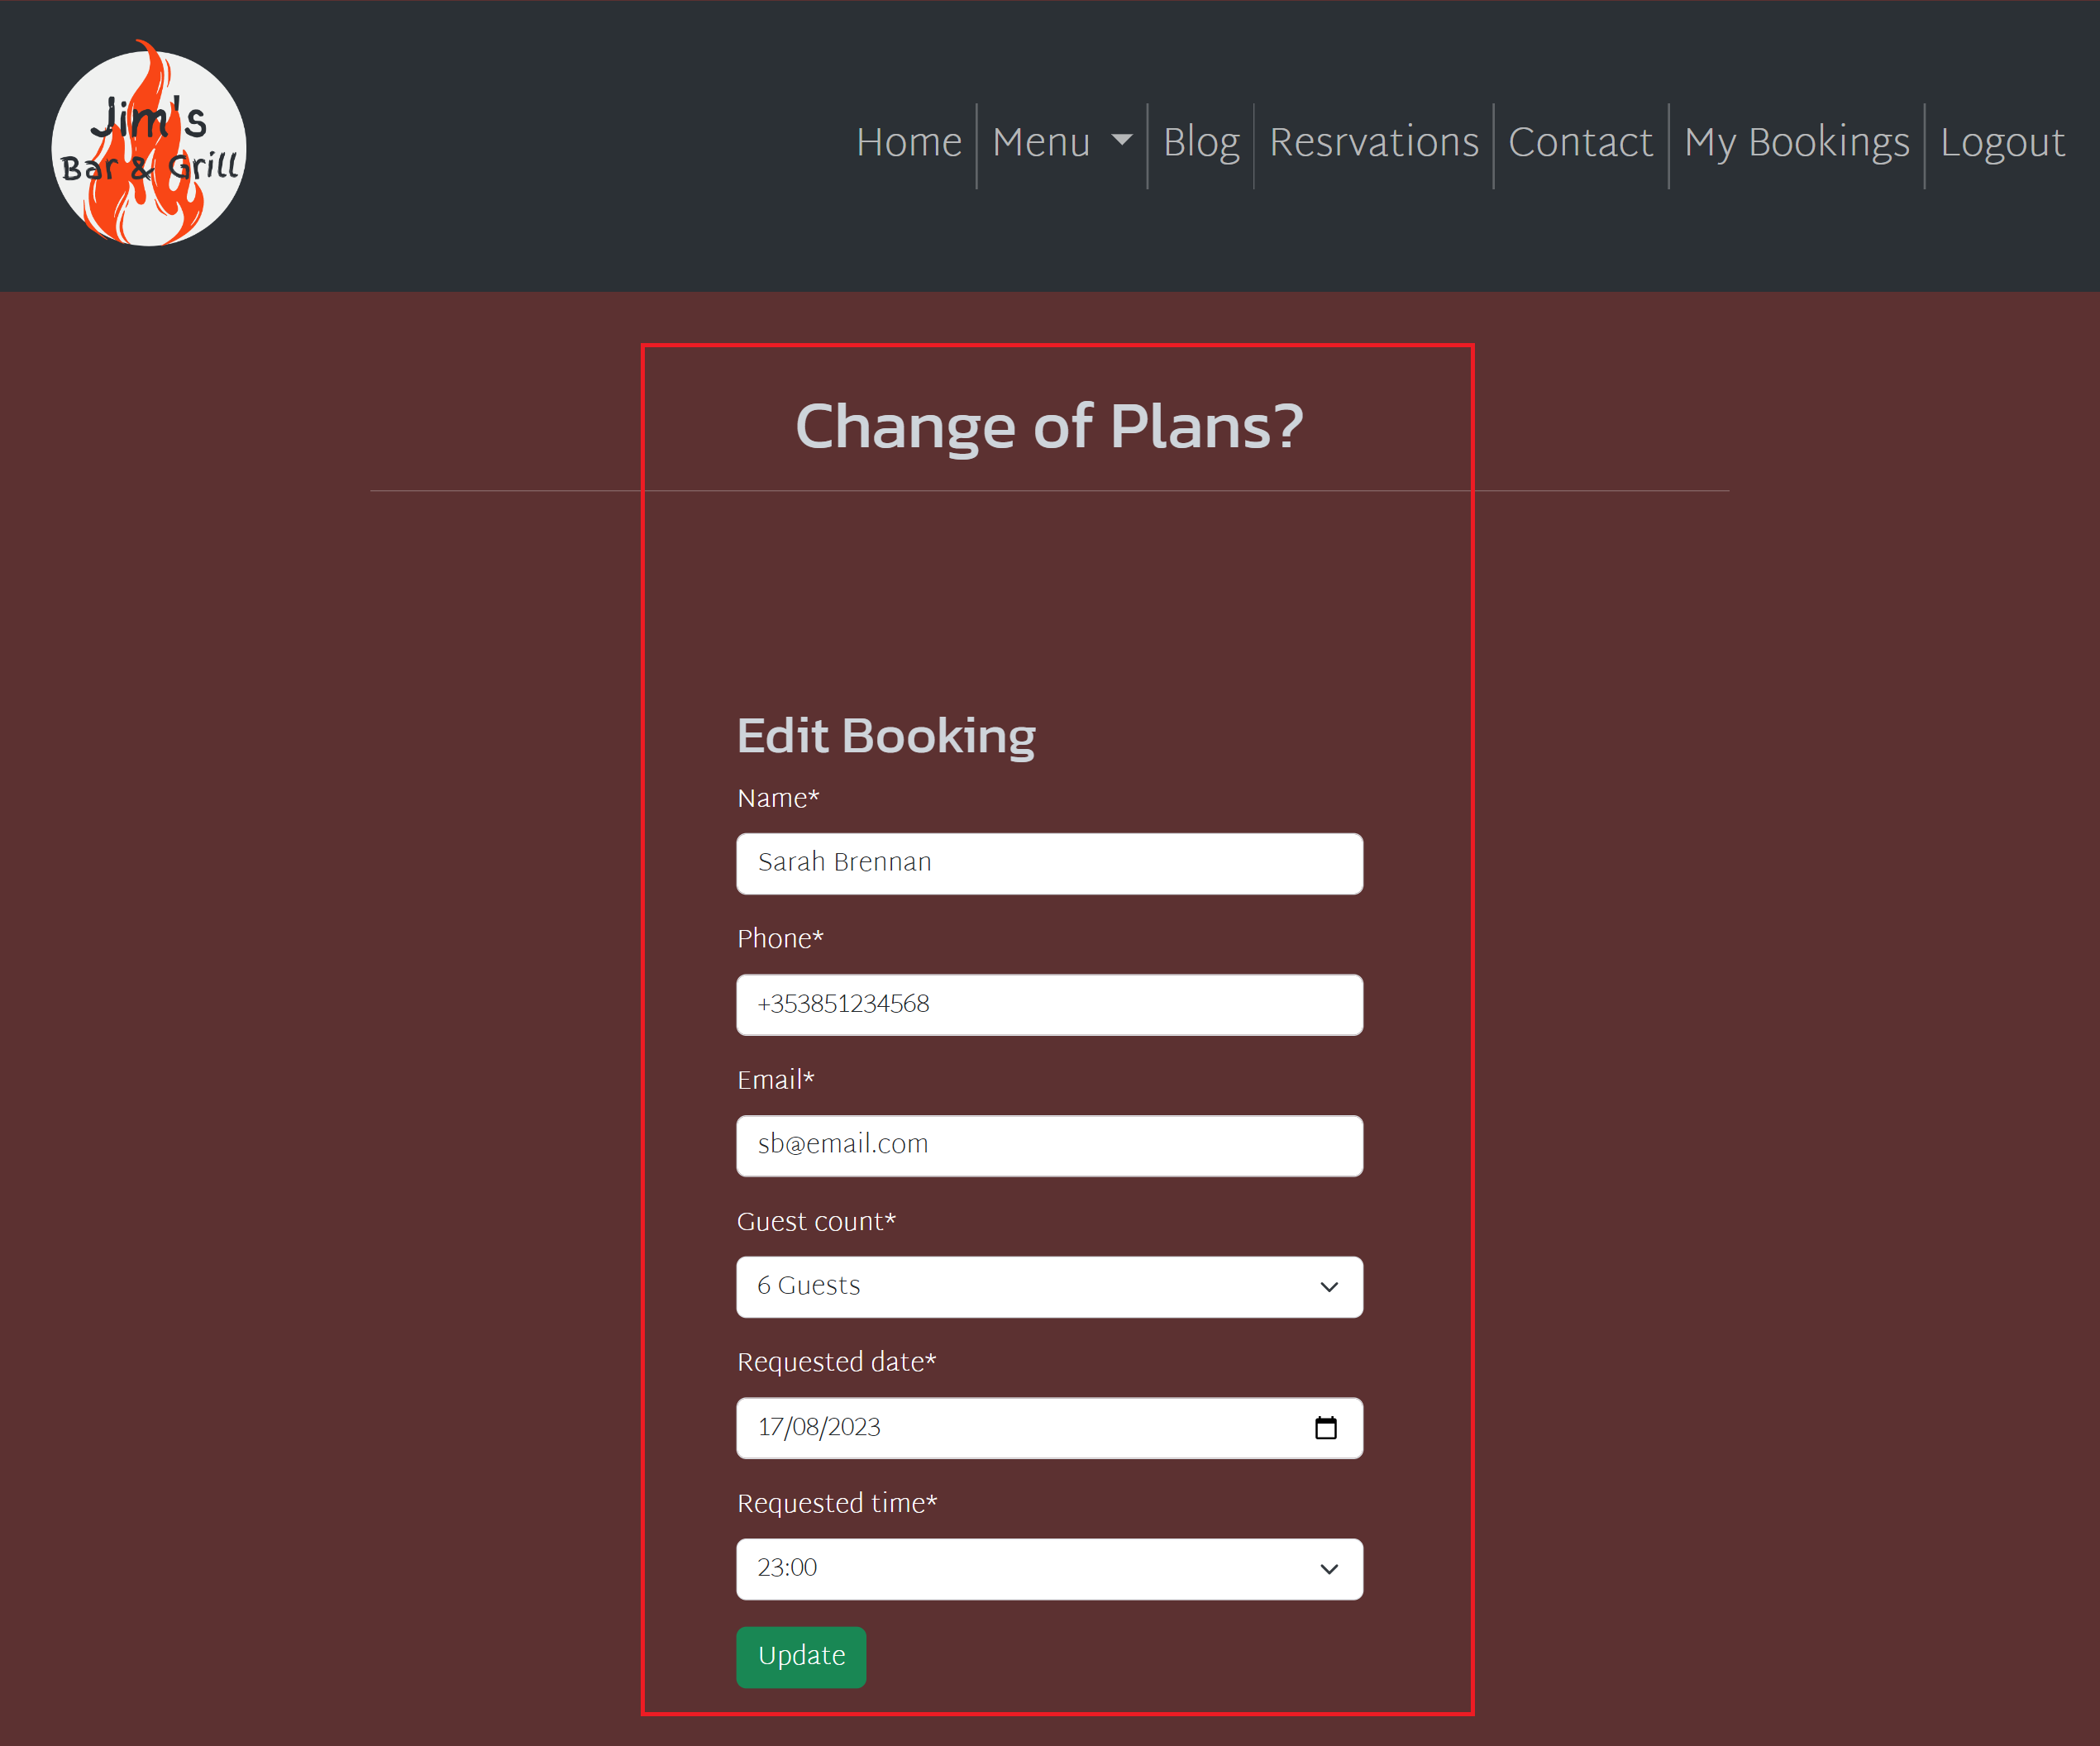 Jim's
Bar & Grill
Home Menu Blog Resrvations Contact My Bookings Logout
Change of Plans?
Edit Booking
Name*
Sarah Brennan
Phone*
+353851234568
Email*
sb@email.com
Guest count*
6 Guests
Requested date*
17/08/2023
Requested time*
23:00
Update